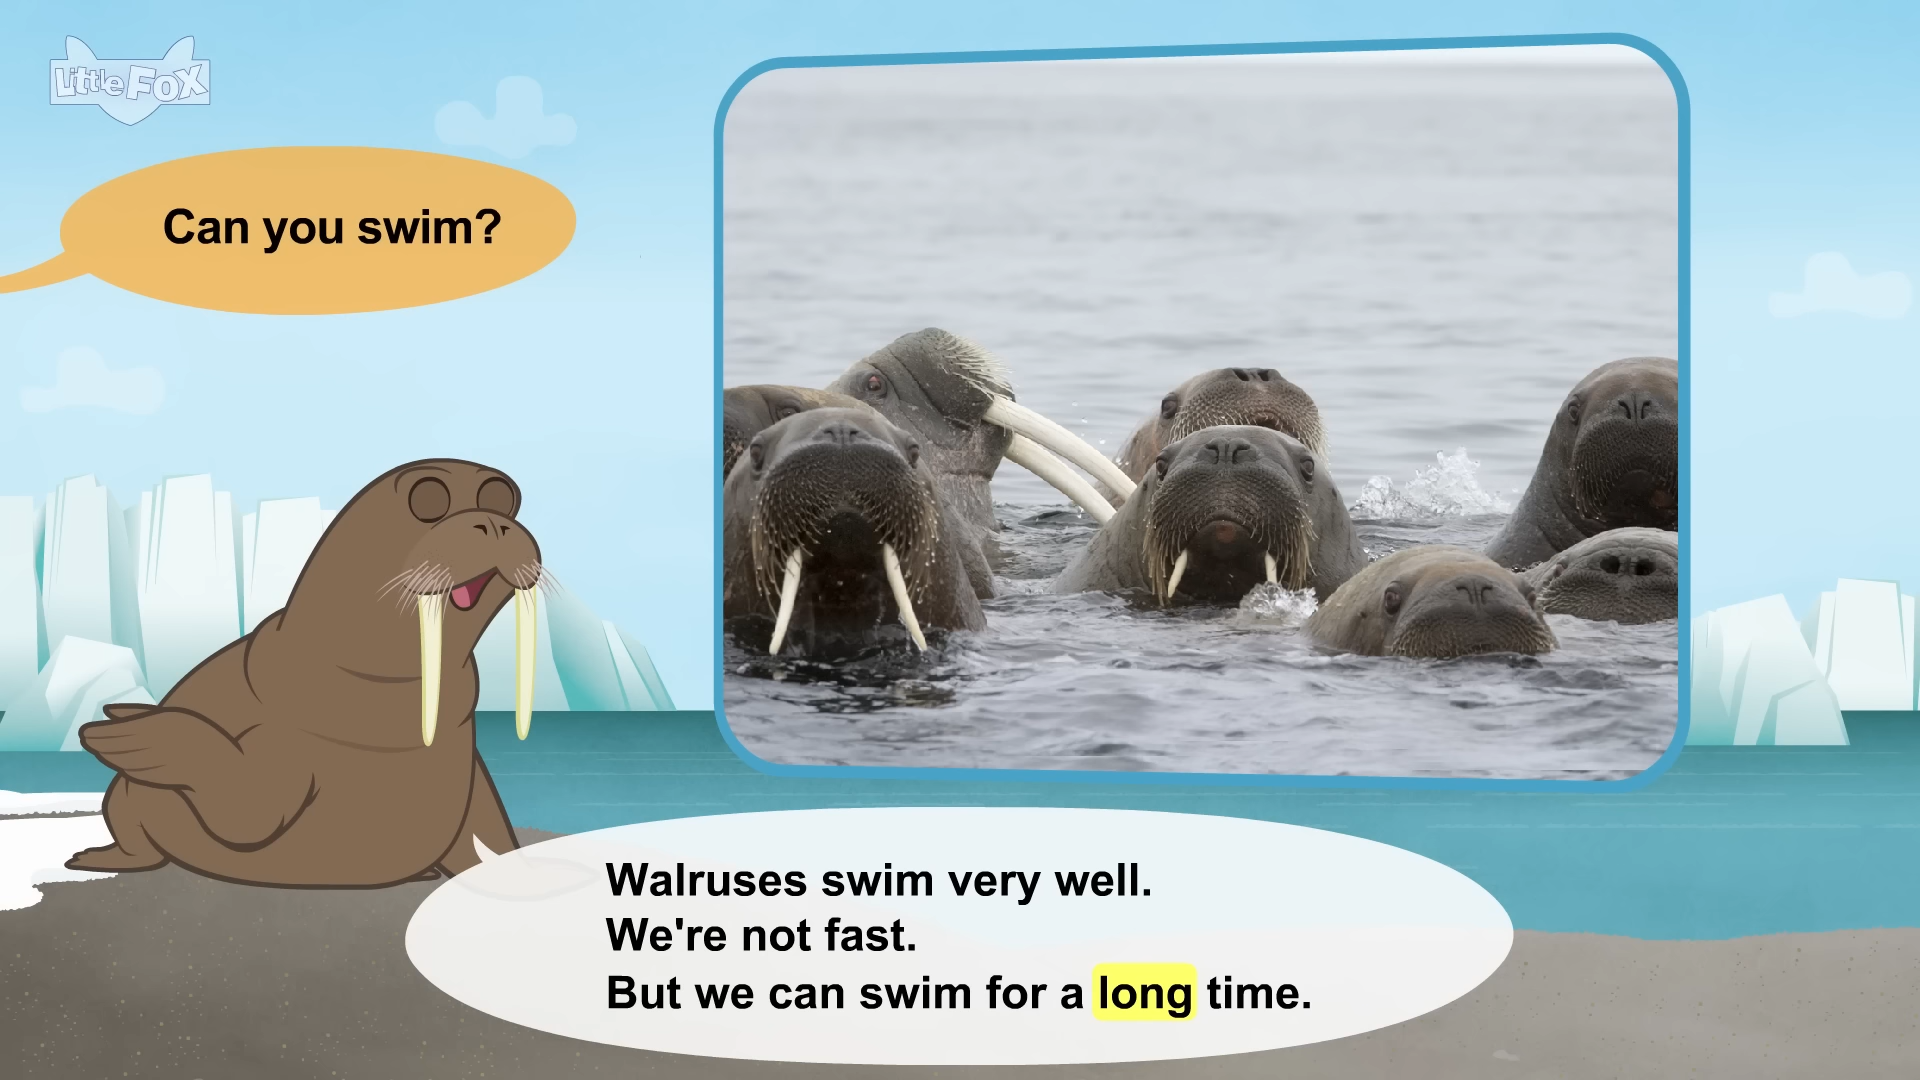 Little Fox
Can you swim?
Walruses swim very well.
We're not fast.
But we can swim for a long time.